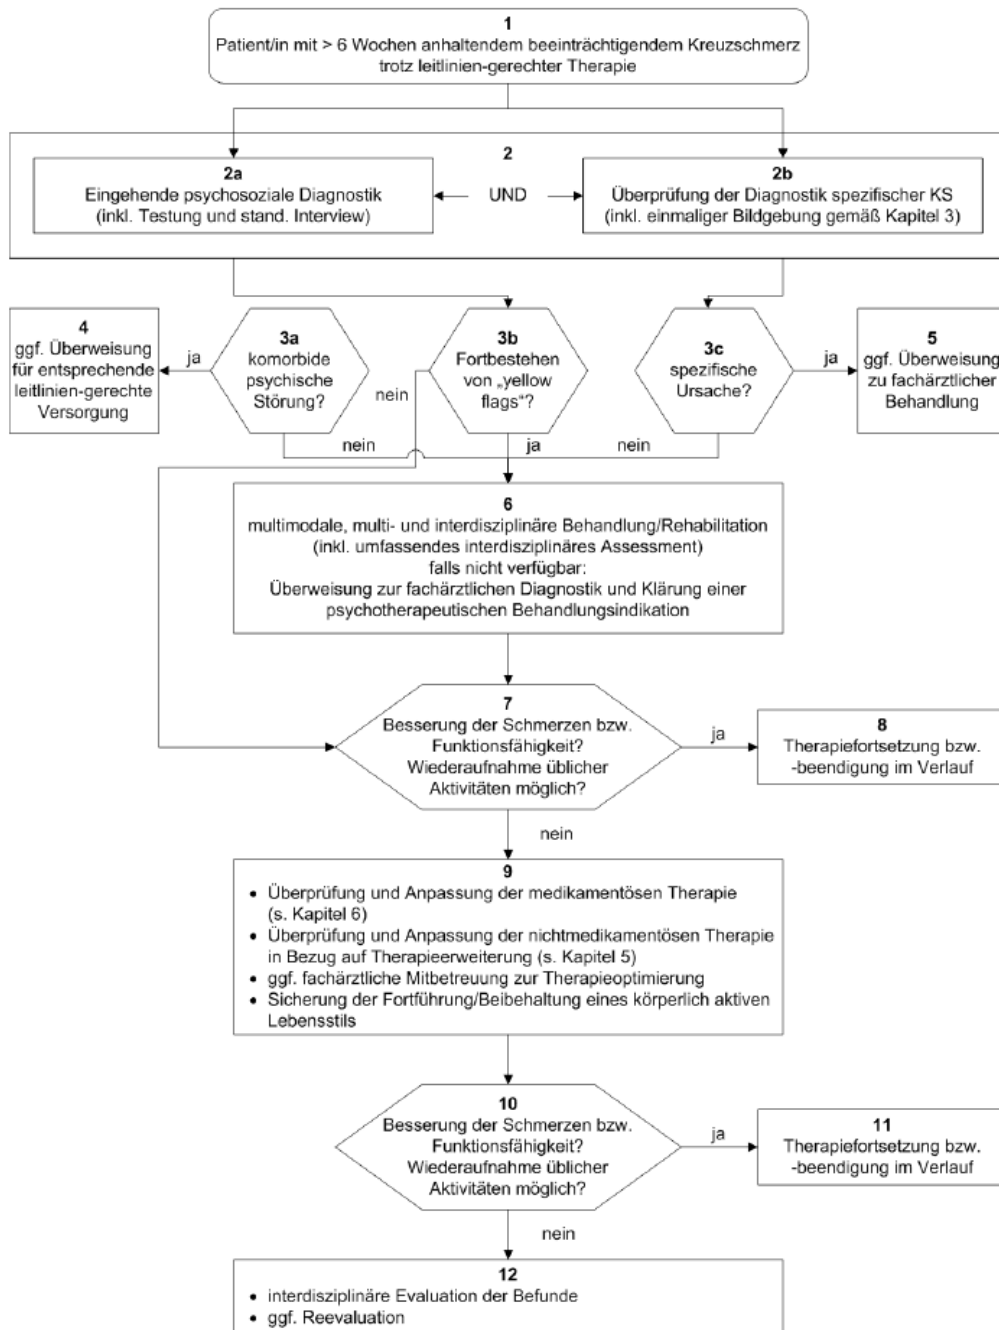 1
Patient/in mit > 6 Wochen anhaltendem beeinträchtigendem Kreuzschmerz
trotz leitlinien-gerechter Therapie
2
2a
Eingehende psychosoziale Diagnostik
(inkl. Testung und stand. Interview)
UND
2b
Überprüfung der Diagnostik spezifischer KS
(inkl. einmaliger Bildgebung gemäß Kapitel 3)
4
ggf. Überweisung
für entsprechende
leitlinien-gerechte
Versorgung
ja
3a
komorbide
psychische
Störung?
nein
nein
3b
Fortbestehen
von „yellow
flags“?
ja
3c
spezifische
Ursache?
nein
ja
5
ggf. Überweisung
zu fachärztlicher
Behandlung
6
multimodale, multi- und interdisziplinäre Behandlung/Rehabilitation
(inkl. umfassendes interdisziplinäres Assessment)
falls nicht verfügbar:
Überweisung zur fachärztlichen Diagnostik und Klärung einer
psychotherapeutischen Behandlungsindikation
7
Besserung der Schmerzen bzw.
Funktionsfähigkeit?
Wiederaufnahme üblicher
Aktivitäten möglich?
ja
8
Therapiefortsetzung bzw.
-beendigung im Verlauf
nein
9
• Überprüfung und Anpassung der medikamentösen Therapie
(s. Kapitel 6)
• Überprüfung und Anpassung der nichtmedikamentösen Therapie
in Bezug auf Therapieerweiterung (s. Kapitel 5)
• ggf. fachärztliche Mitbetreuung zur Therapieoptimierung
• Sicherung der Fortführung/Beibehaltung eines körperlich aktiven
Lebensstils
10
Besserung der Schmerzen bzw.
Funktionsfähigkeit?
Wiederaufnahme üblicher
Aktivitäten möglich?
ja
11
Therapiefortsetzung bzw.
-beendigung im Verlauf
nein
12
• interdisziplinäre Evaluation der Befunde
• ggf. Reevaluation